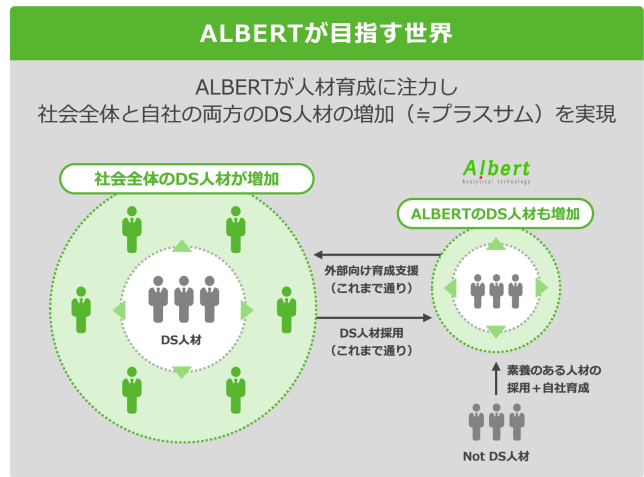 ALBERTが目指す世界
ALBERTが人材育成に注力し
社会全体と自社の両方のDS人材の増加（≒プラスサム）を実現
社会全体のDS人材が増加
Albert
Analytical technology
ALBERTのDS人材も増加
外部向け育成支援
（これまで通り）
DS人材
DS人材採用
（これまで通り）
素養のある人材の
採用＋自社育成
Not DS人材